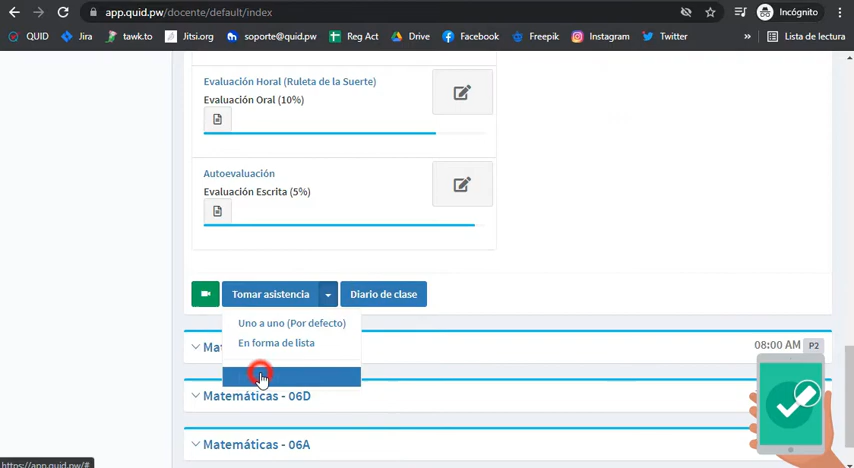 app.quid.pw/docente/default/index
Incógnito
QUID
Jira
tawk.to
Jitsi.org
soporte@quid.pw
Reg Act
Drive
Facebook
Freepik
Instagram
Twitter
»
Lista de lectura
Evaluación Horal (Ruleta de la Suerte)
Evaluación Oral (10%)
Autoevaluación
Evaluación Escrita (5%)
Tomar asistencia
Diario de clase
Uno a uno (Por defecto)
En forma de lista
08:00 AM P2
Matemáticas - 06D
Matemáticas - 06A
https://app.quid.pw/#